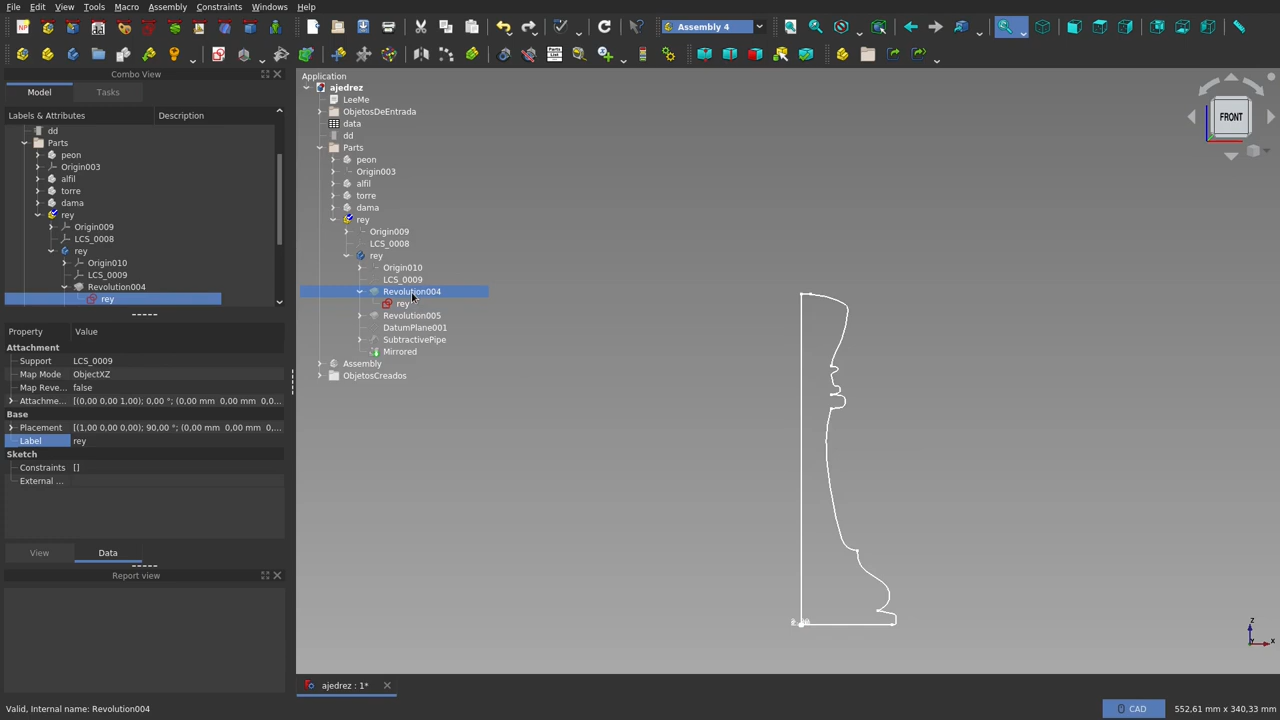 File Edit View Tools Macro Assembly Constraints Windows Help
Assembly 4
Combo View
Model Tasks
Labels & Attributes Description
dd
Parts
peon
Origin003
alfil
torre
dama
rey
Origin009
LCS_0008
rey
Origin010
LCS_0009
Revolution004
rey
Property Value
Attachment
Support LCS_0009
Map Mode ObjectXZ
Map Reve... false
Attachme... [(0,00 0,00 1,00); 0,00 °; (0,00 mm 0,00 mm 0,0...
Base
Placement [(1,00 0,00 0,00); 90,00 °; (0,00 mm 0,00 mm 0,...
Label rey
Sketch
Constraints []
External ...
View Data
Report view
Application
ajedrez
LeeMe
ObjetosDeEntrada
data
dd
Parts
peon
Origin003
alfil
torre
dama
rey
Origin009
LCS_0008
rey
Origin010
LCS_0009
Revolution004
rey
Revolution005
DatumPlane001
SubtractivePipe
Mirrored
Assembly
ObjetosCreados
FRONT
Z
Y
X
ajedrez : 1*
Valid, Internal name: Revolution004
CAD 552,61 mm x 340,33 mm